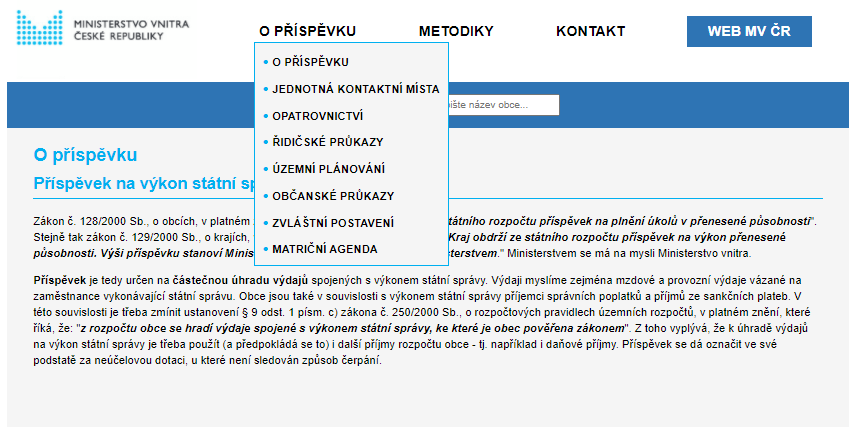 MINISTERSTVO VNITRA
ČESKÉ REPUBLIKY
O PŘÍSPĚVKU
METODIKY
KONTAKT
WEB MV ČR
O PŘÍSPĚVKU
JEDNOTNÁ KONTAKTNÍ MÍSTA
OPATROVNICTVÍ
ŘIDIČSKÉ PRŮKAZY
ÚZEMNÍ PLÁNOVÁNÍ
OBČANSKÉ PRŮKAZY
ZVLÁŠTNÍ POSTAVENÍ
MATRIČNÍ AGENDA
název obce...
O příspěvku
Příspěvek na výkon státní
Zákon č. 128/2000 Sb., o obcích, v platném státního rozpočtu příspěvek na plnění úkolů v přenesené působnosti".
Stejně tak zákon č. 129/2000 Sb., o krajích, Kraj obdrží ze státního rozpočtu příspěvek na výkon přenesené
působnosti. Výši příspěvku stanoví ." Ministerstvem se má na mysli Ministerstvo vnitra.
Příspěvek je tedy určen na částečnou úhradu výdajů spojených s výkonem státní správy. Výdaji myslíme zejména mzdové a provozní výdaje vázané na
zaměstnance vykonávající státní správu. Obce jsou také v souvislosti s výkonem státní správy příjemci správních poplatků a příjmů ze sankčních plateb. V
této souvislosti je třeba zmínit ustanovení § 9 odst. 1 písm. c) zákona č. 250/2000 Sb., o rozpočtových pravidlech územních rozpočtů, v platném znění, které
říká, že: "z rozpočtu obce se hradí výdaje spojené s výkonem státní správy, ke které je obec pověřena zákonem". Z toho vyplývá, že k úhradě výdajů
na výkon státní správy je třeba použít (a předpokládá se to) i další příjmy rozpočtu obce - tj. například i daňové příjmy. Příspěvek se dá označit ve své
podstatě za neúčelovou dotaci, u které není sledován způsob čerpání.